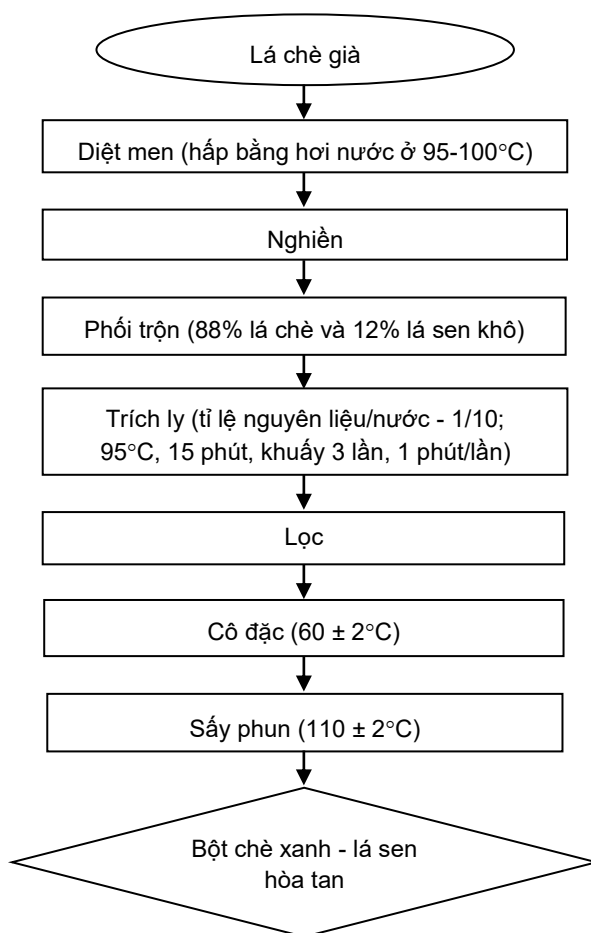 Lá chè già
Diệt men (hấp bằng hơi nước ở 95-100°C)
Nghiền
Phối trộn (88% lá chè và 12% lá sen khô)
Trích ly (tỉ lệ nguyên liệu/nước - 1/10;
95°C, 15 phút, khuấy 3 lần, 1 phút/lần)
Lọc
Cô đặc (60 ± 2°C)
Sấy phun (110 ± 2°C)
Bột chè xanh - lá sen
hòa tan